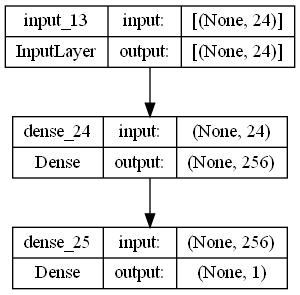 input_13 input: [(None, 24)]
InputLayer output: [(None, 24)]
dense_24 input: (None, 24)
Dense output: (None, 256)
dense_25 input: (None, 256)
Dense output: (None, 1)